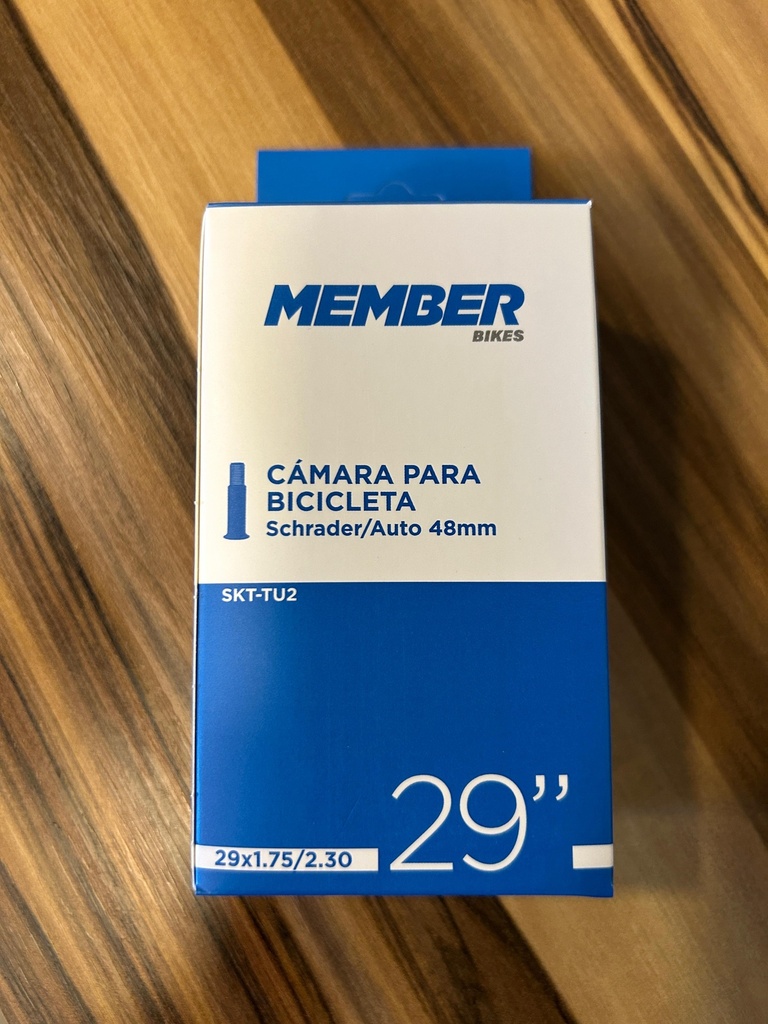 MEMBER
BIKES
CÁMARA PARA
BICICLETA
Schrader/Auto 48mm
SKT-TU2
29x1.75/2.30
29”